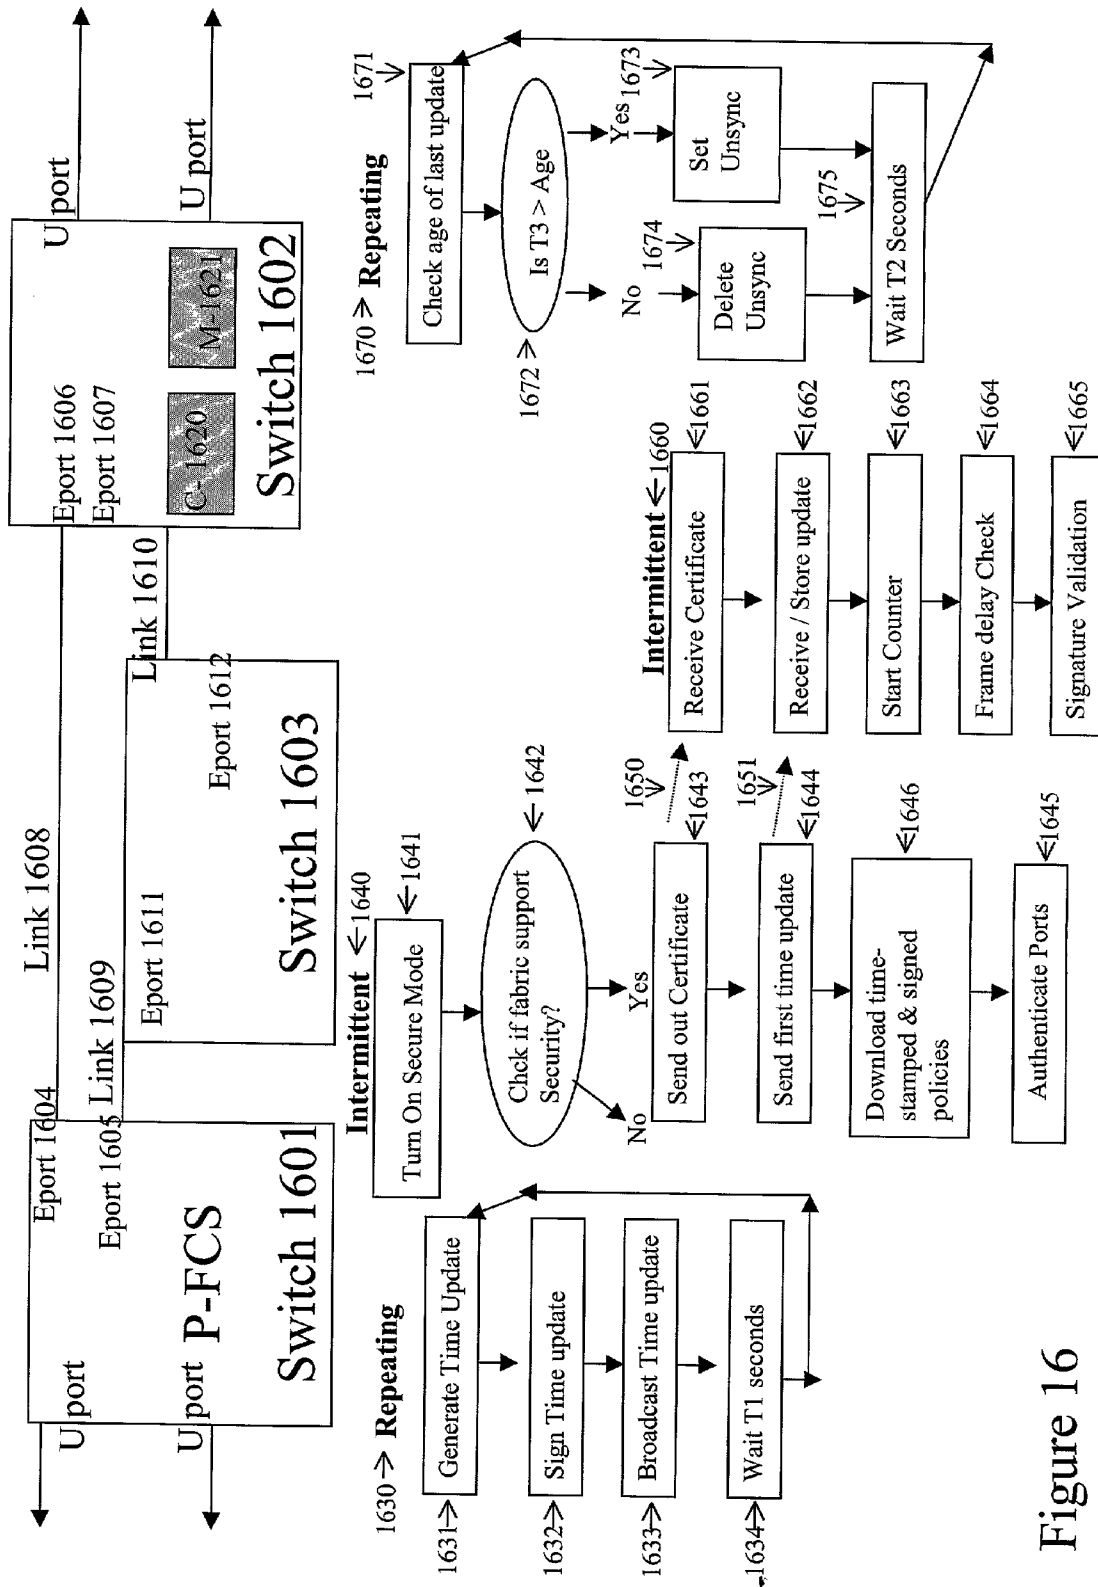 U port
U port
Eport 1604
Eport 1605
P-FCS
Switch 1601
Link 1608
Link 1609
Eport 1611
Link 1610
Eport 1612
Switch 1603
Eport 1606
Eport 1607
C- 1620
M-1621
Switch 1602
U port
U port
1630 Repeating
1631
Generate Time Update
1632
Sign Time update
1633
Broadcast Time update
1634
Wait T1 seconds
Intermittent 1640
Turn On Secure Mode
1641
Chck if fabric support
Security?
1642
No
Yes
1650
Send out Certificate
1643
1651
Send first time update
1644
Download time-
stamped & signed
policies
1646
Authenticate Ports
1645
Intermittent 1660
Receive Certificate
1661
Receive / Store update
1662
Start Counter
1663
Frame delay Check
1664
Signature Validation
1665
1670 Repeating
1671
Check age of last update
1672
Is T3 > Age
No
Yes
1674
Delete
Unsync
1673
Set
Unsync
1675
Wait T2 Seconds
Figure 16